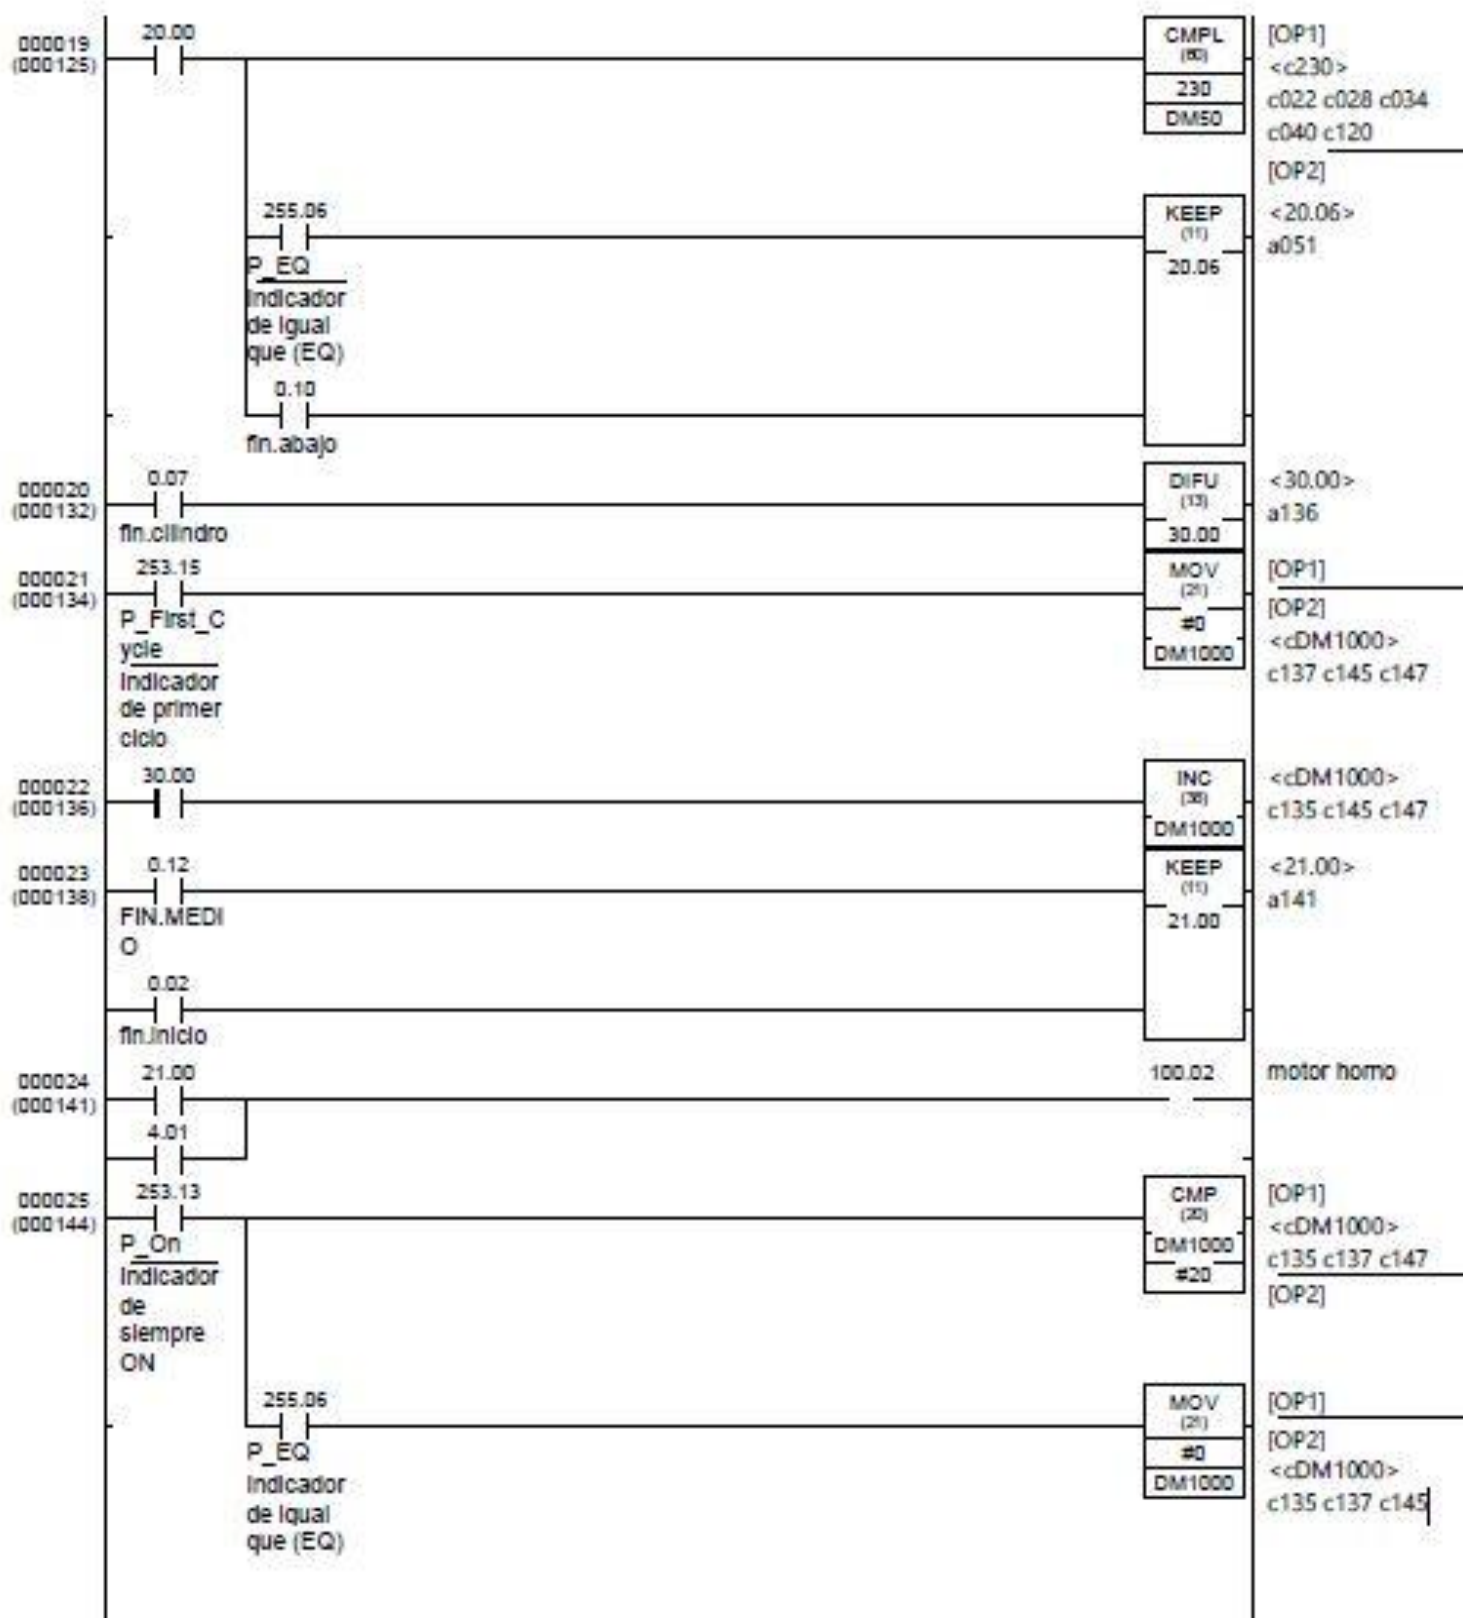 000019
(000125)
20.00
CMPL
(60)
230
DM50
[OP1]
<c230>
c022 c028 c034
c040 c120
[OP2]
255.06
P_EQ
Indicador
de Igual
que (EQ)
KEEP
(11)
20.06
<20.06>
a051
0.10
fin.abajo
000020
(000132)
0.07
fin.cilindro
DIFU
(13)
30.00
<30.00>
a136
000021
(000134)
253.15
P_First_C
ycle
Indicador
de primer
ciclo
MOV
(21)
#0
DM1000
[OP1]
[OP2]
<cDM1000>
c137 c145 c147
000022
(000136)
30.00
INC
(38)
DM1000
<cDM1000>
c135 c145 c147
000023
(000138)
0.12
FIN.MEDI
O
KEEP
(11)
21.00
<21.00>
a141
0.02
fin.inicio
000024
(000141)
21.00
100.02
motor horno
4.01
000025
(000144)
253.13
P_On
Indicador
de
siempre
ON
CMP
(20)
DM1000
#20
[OP1]
<cDM1000>
c135 c137 c147
[OP2]
255.06
P_EQ
Indicador
de Igual
que (EQ)
MOV
(21)
#0
DM1000
[OP1]
[OP2]
<cDM1000>
c135 c137 c145